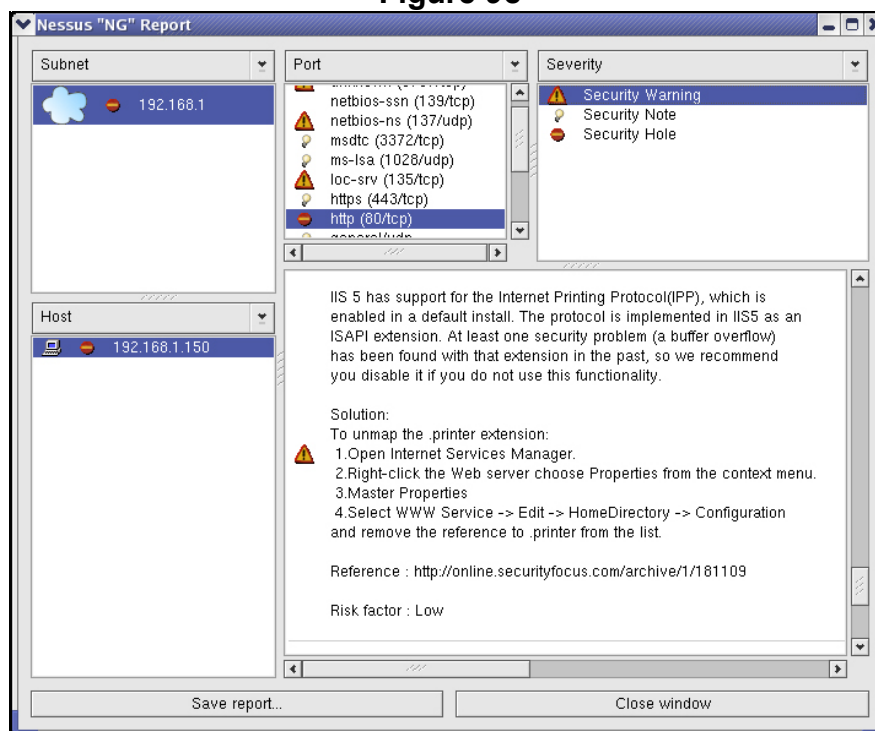 Nessus "NG" Report
Subnet
192.168.1
Port
netbios-ssn (139/tcp)
netbios-ns (137/udp)
msdtc (3372/tcp)
ms-lsa (1028/udp)
loc-srv (135/tcp)
https (443/tcp)
http (80/tcp)
general/udp
Severity
Security Warning
Security Note
Security Hole
Host
192.168.1.150
IIS 5 has support for the Internet Printing Protocol(IPP), which is
enabled in a default install. The protocol is implemented in IIS5 as an
ISAPI extension. At least one security problem (a buffer overflow)
has been found with that extension in the past, so we recommend
you disable it if you do not use this functionality.
Solution:
To unmap the .printer extension:
1.Open Internet Services Manager.
2.Right-click the Web server choose Properties from the context menu.
3.Master Properties
4.Select WWW Service -> Edit -> HomeDirectory -> Configuration
and remove the reference to .printer from the list.
Reference : http://online.securityfocus.com/archive/1/181109
Risk factor : Low
Save report...
Close window